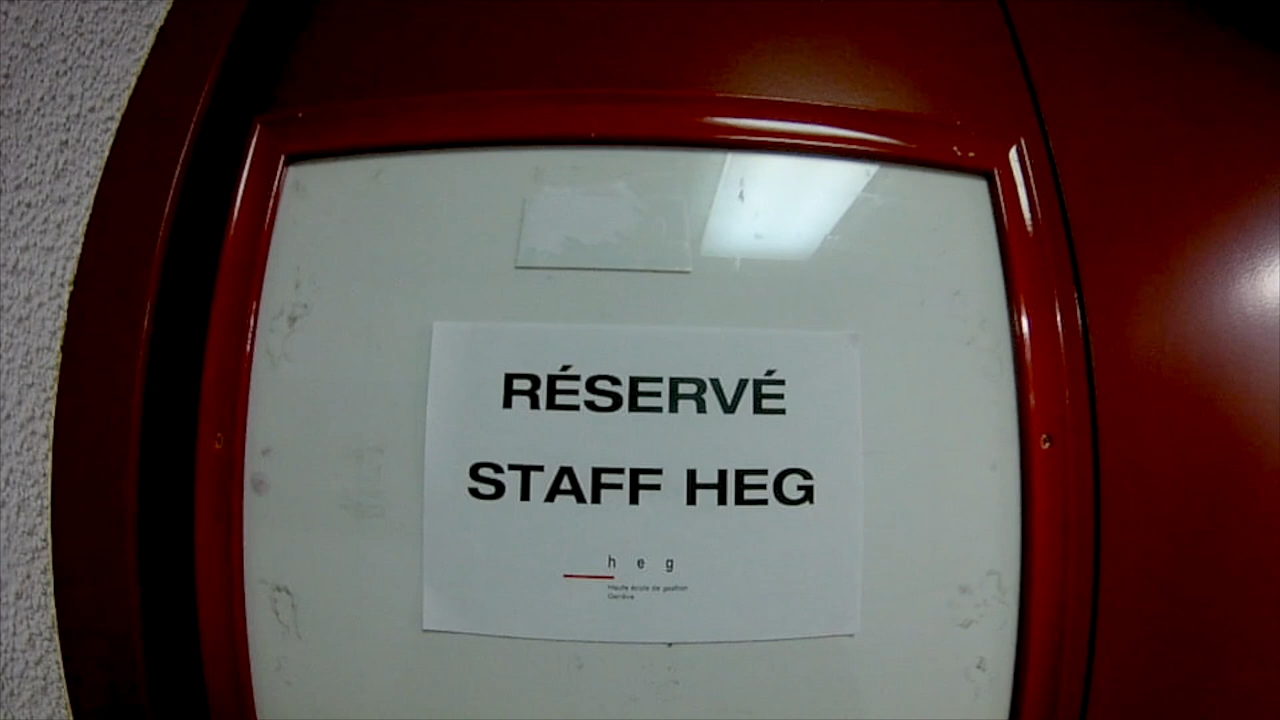 RÉSERVÉ
STAFF HEG
h e g
Haute école de gestion
Genève